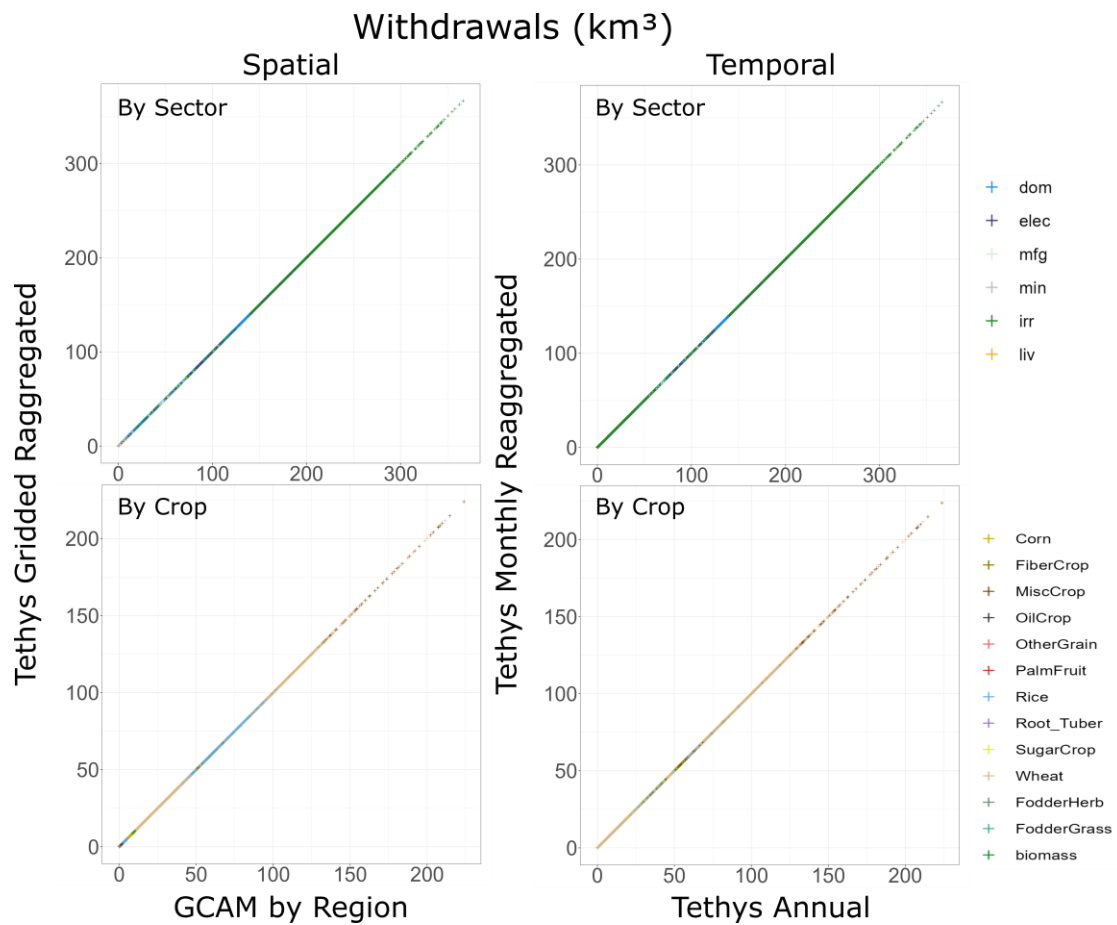 Withdrawals (km³)
Spatial
Temporal
By Sector
By Sector
300
200
100
0
0 100 200 300
300
200
100
0
0 100 200 300
dom
elec
mfg
min
irr
liv
Tethys Gridded Raggregated
Tethys Monthly Reaggregated
By Crop
By Crop
200
150
100
50
0
0 50 100 150 200
200
150
100
50
0
0 50 100 150 200
Corn
FiberCrop
MiscCrop
OilCrop
OtherGrain
PalmFruit
Rice
Root_Tuber
SugarCrop
Wheat
FodderHerb
FodderGrass
biomass
GCAM by Region
Tethys Annual